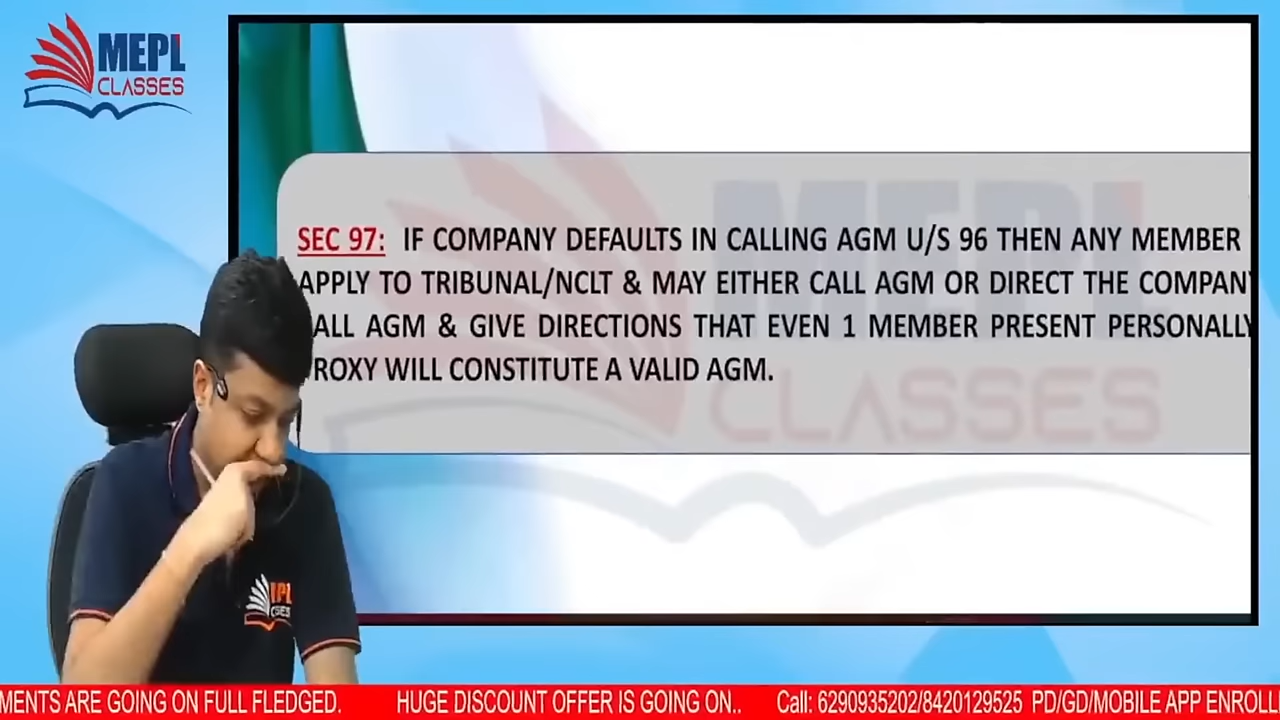 MEPL
CLASSES
SEC 97: IF COMPANY DEFAULTS IN CALLING AGM U/S 96 THEN ANY MEMBER
APPLY TO TRIBUNAL/NCLT & MAY EITHER CALL AGM OR DIRECT THE COMPANY
ALL AGM & GIVE DIRECTIONS THAT EVEN 1 MEMBER PRESENT PERSONALLY
ROXY WILL CONSTITUTE A VALID AGM.
MEPL
CLASSES
MENTS ARE GOING ON FULL FLEDGED. HUGE DISCOUNT OFFER IS GOING ON.. Call: 6290935202/8420129525 PD/GD/MOBILE APP ENROLL